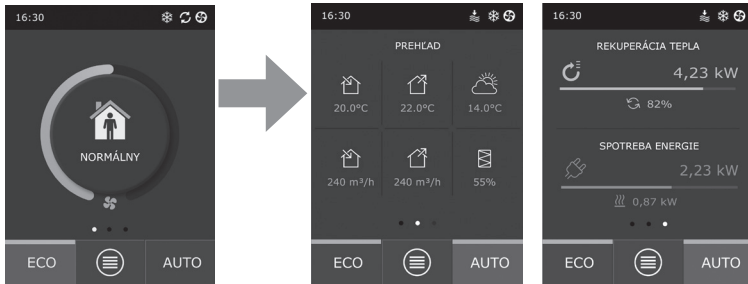 16:30
NORMÁLNY
ECO
AUTO
16:30
PREHĽAD
20.0°C 22.0°C 14.0°C
240 m³/h 240 m³/h 55%
ECO
AUTO
16:30
REKUPERÁCIA TEPLA
4,23 kW
82%
SPOTREBA ENERGIE
2,23 kW
0,87 kW
ECO
AUTO